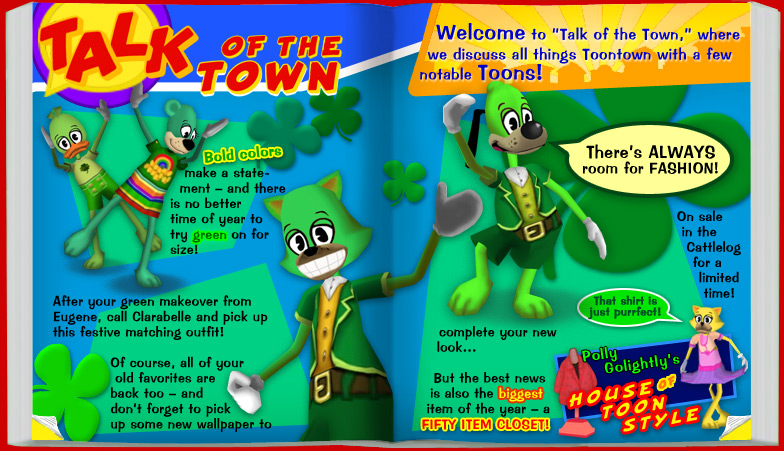 TALK
OF THE
TOWN
Bold colors
make a state-
ment – and there
is no better
time of year to
try green on for
size!
After your green makeover from
Eugene, call Clarabelle and pick up
this festive matching outfit!
Of course, all of your
old favorites are
back too – and
don't forget to pick
up some new wallpaper to
Welcome to "Talk of the Town," where
we discuss all things Toontown with a few
notable Toons!
There's ALWAYS
room for FASHION!
On sale
in the
Cattlelog
for a
limited
time!
complete your new
look...
But the best news
is also the biggest
item of the year – a
FIFTY ITEM CLOSET!
That shirt is
just purrfect!
Polly
Golightly's
HOUSE OF
TOON
STYLE